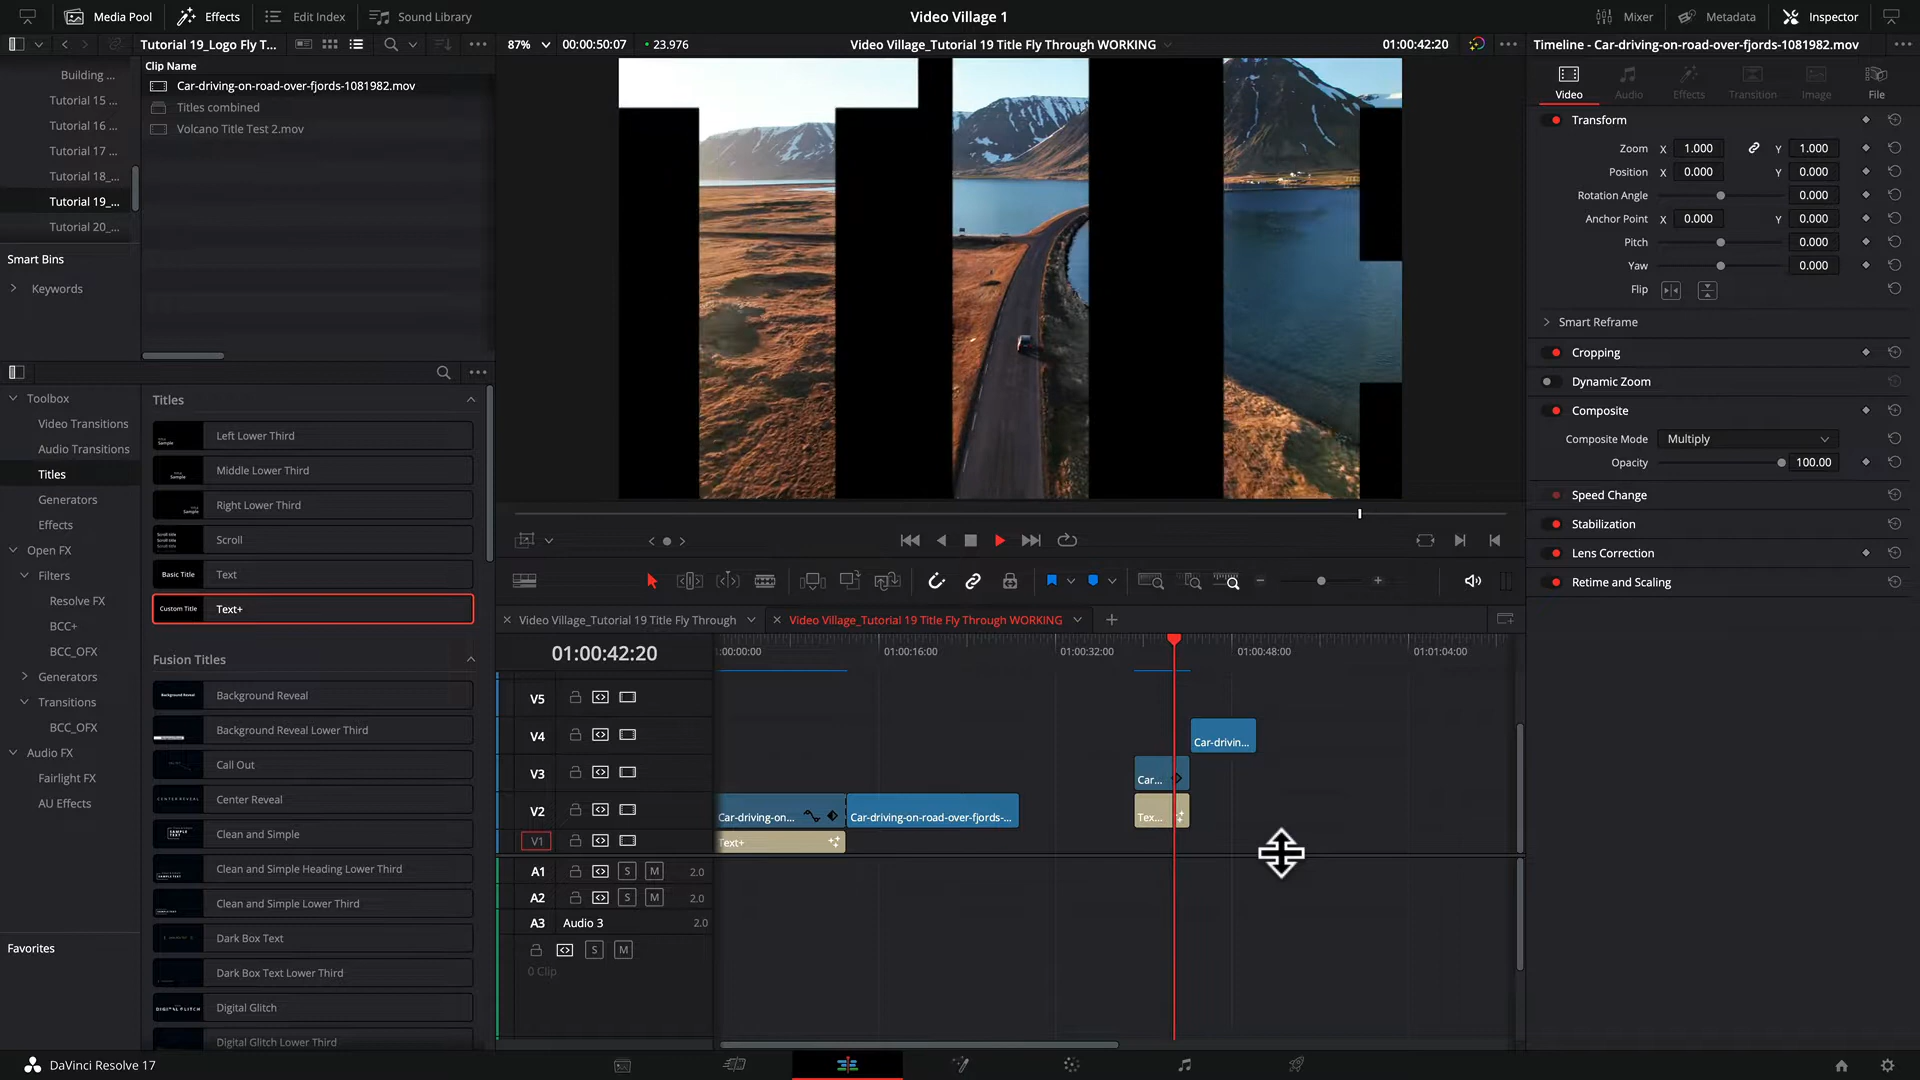 Media Pool
Effects
Edit Index
Sound Library
Video Village 1
Mixer
Metadata
Inspector
Tutorial 19_Logo Fly T...
87%
00:00:50:07
23.976
Video Village_Tutorial 19 Title Fly Through WORKING
01:00:42:20
Timeline - Car-driving-on-road-over-fjords-1081982.mov
Building ...
Tutorial 15 ...
Tutorial 16 ...
Tutorial 17 ...
Tutorial 18_...
Tutorial 19_...
Tutorial 20_...
Smart Bins
Keywords
Clip Name
Car-driving-on-road-over-fjords-1081982.mov
Titles combined
Volcano Title Test 2.mov
Video
Audio
Effects
Transition
Image
File
Transform
Zoom X 1.000 Y 1.000
Position X 0.000 Y 0.000
Rotation Angle 0.000
Anchor Point X 0.000 Y 0.000
Pitch 0.000
Yaw 0.000
Flip
Smart Reframe
Cropping
Dynamic Zoom
Composite
Composite Mode Multiply
Opacity 100.00
Speed Change
Stabilization
Lens Correction
Retime and Scaling
Toolbox
Video Transitions
Audio Transitions
Titles
Generators
Effects
Open FX
Filters
Resolve FX
BCC+
BCC_OFX
Generators
Transitions
BCC_OFX
Audio FX
Fairlight FX
AU Effects
Favorites
Titles
Left Lower Third
Middle Lower Third
Right Lower Third
Scroll
Basic Title Text
Custom Title Text+
Fusion Titles
Background Reveal
Background Reveal Lower Third
Call Out
Center Reveal
Clean and Simple
Clean and Simple Heading Lower Third
Clean and Simple Lower Third
Dark Box Text
Dark Box Text Lower Third
Digital Glitch
Digital Glitch Lower Third
Video Village_Tutorial 19 Title Fly Through
Video Village_Tutorial 19 Title Fly Through WORKING
01:00:42:20
:00:00:00
01:00:16:00
01:00:32:00
01:00:48:00
01:01:04:00
V5
V4
Car-drivin...
V3
Car...
V2
Car-driving-on...
Car-driving-on-road-over-fjords-...
Tex...
V1
Text+
A1 S M 2.0
A2 S M 2.0
A3 Audio 3 2.0
S M
0 Clip
DaVinci Resolve 17